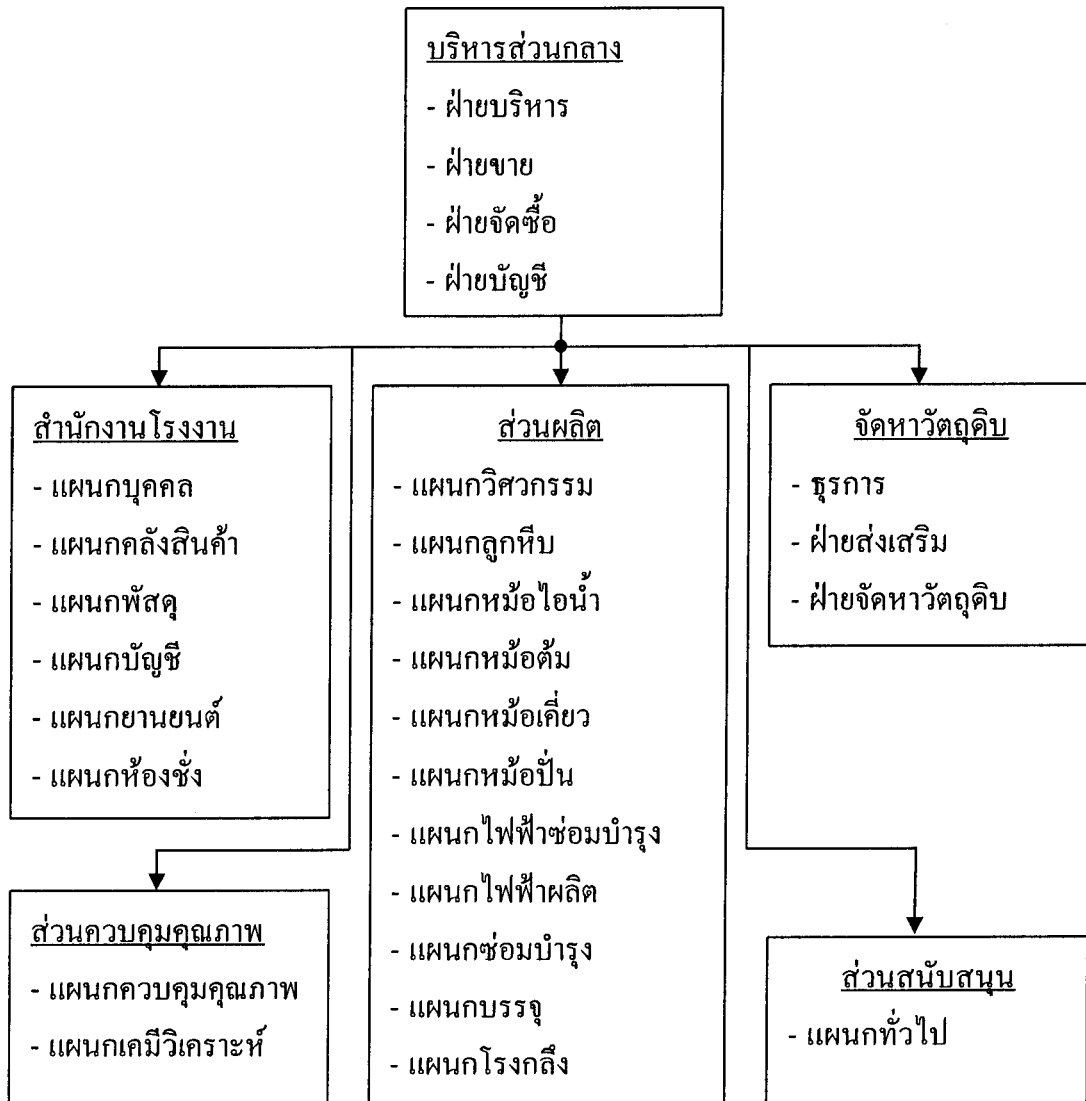 บริหารส่วนกลาง
- ฝ่ายบริหาร
- ฝ่ายขาย
- ฝ่ายจัดซื้อ
- ฝ่ายบัญชี
สำนักงานโรงงาน
- แผนกบุคคล
- แผนกคลังสินค้า
- แผนกพัสดุ
- แผนกบัญชี
- แผนกยานยนต์
- แผนกห้องชั่ง
ส่วนผลิต
- แผนกวิศวกรรม
- แผนกลูกหีบ
- แผนกหม้อไอน้ำ
- แผนกหม้อต้ม
- แผนกหม้อเคี่ยว
- แผนกหม้อปั่น
- แผนกไฟฟ้าซ่อมบำรุง
- แผนกไฟฟ้าผลิต
- แผนกซ่อมบำรุง
- แผนกบรรจุ
- แผนกโรงกลึง
จัดหาวัตถุดิบ
- ธุรการ
- ฝ่ายส่งเสริม
- ฝ่ายจัดหาวัตถุดิบ
ส่วนควบคุมคุณภาพ
- แผนกควบคุมคุณภาพ
- แผนกเคมีวิเคราะห์
ส่วนสนับสนุน
- แผนกทั่วไป